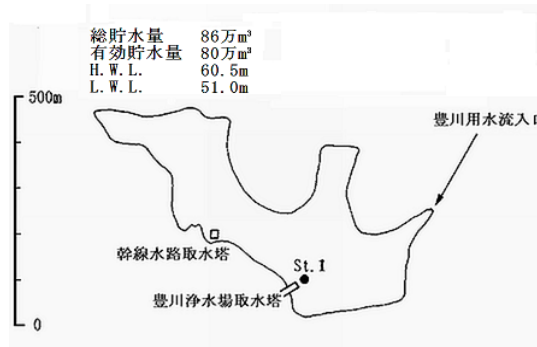 総貯水量 86万m³
有効貯水量 80万m³
H.W.L. 60.5m
L.W.L. 51.0m
500m
豊川用水流入口
幹線水路取水塔
St.1
豊川浄水場取水塔
0